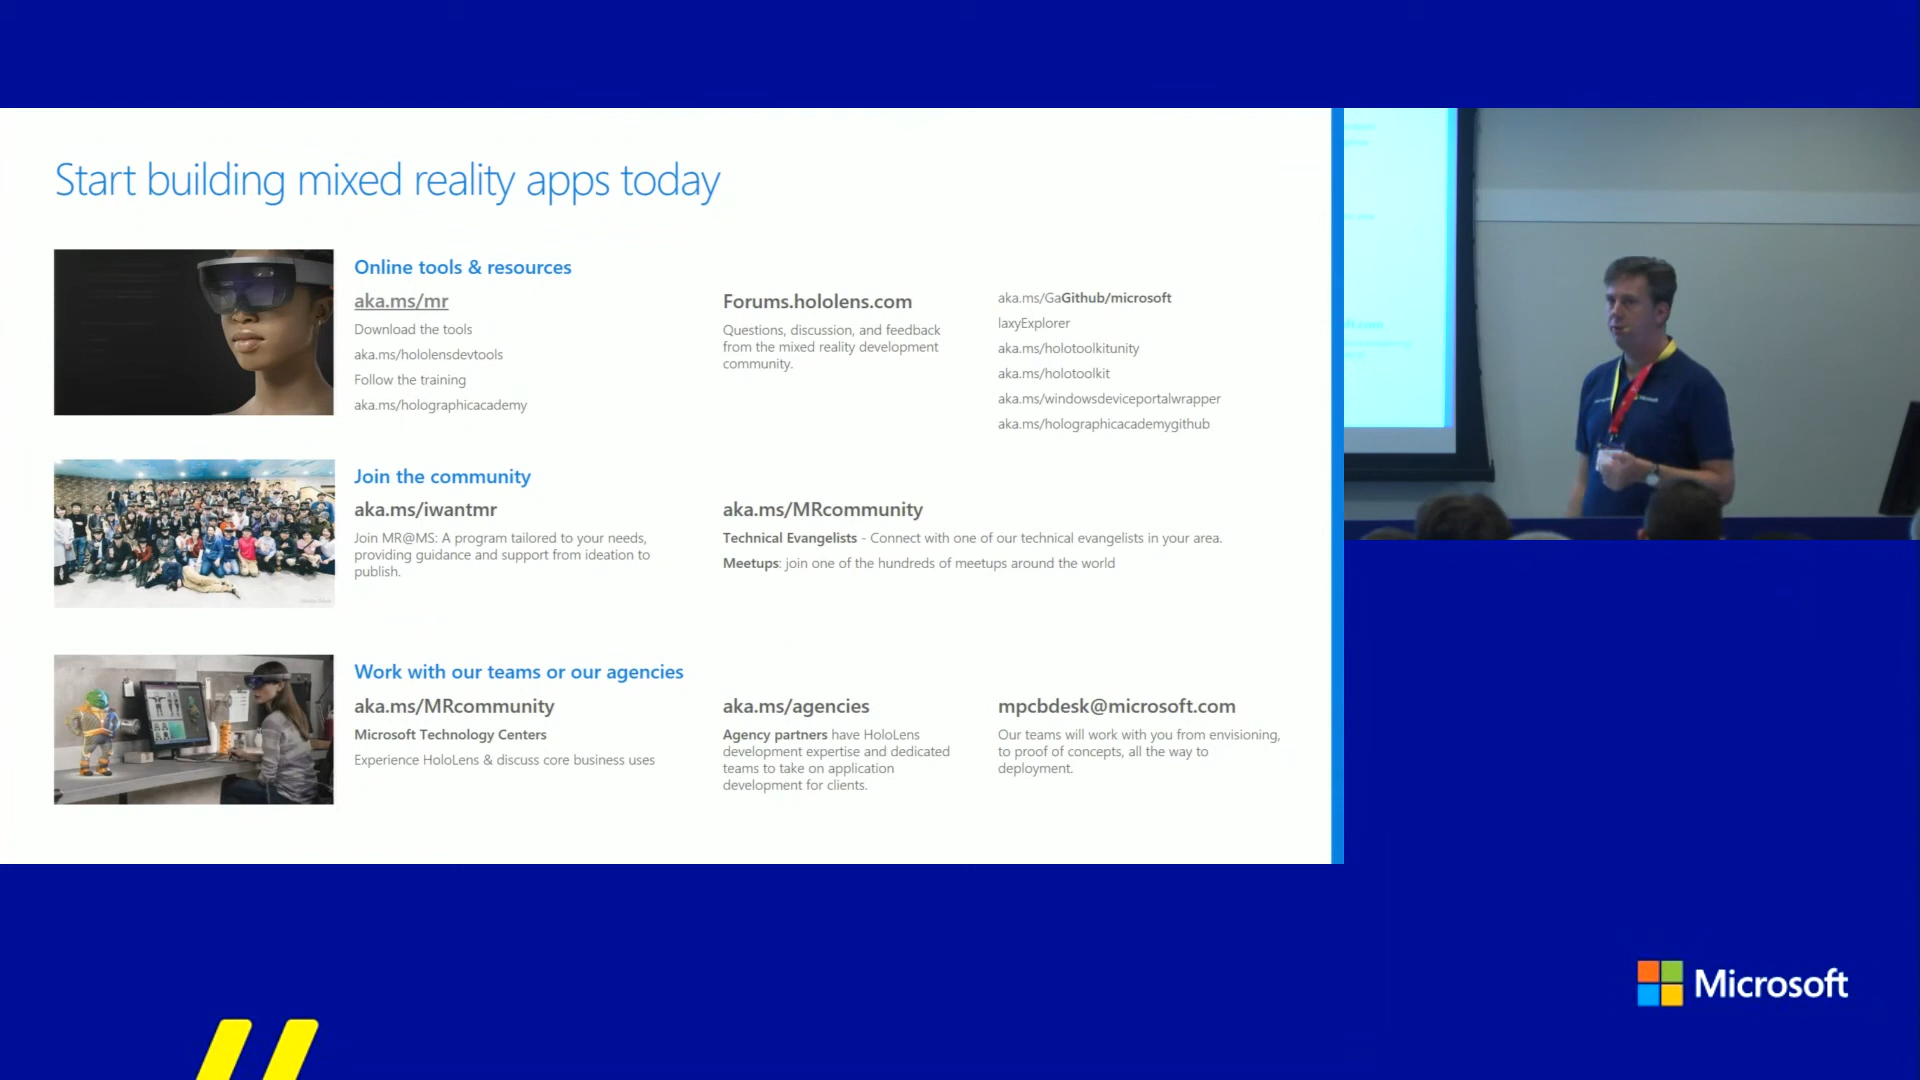 Start building mixed reality apps today
Online tools & resources
aka.ms/mr
Download the tools
aka.ms/hololensdevtools
Follow the training
aka.ms/holographicacademy
Forums.hololens.com
Questions, discussion, and feedback
from the mixed reality development
community.
aka.ms/GaGithub/microsoft
laxyExplorer
aka.ms/holotoolkitunity
aka.ms/holotoolkit
aka.ms/windowsdeviceportalwrapper
aka.ms/holographicacademygithub
Join the community
aka.ms/iwantmr
Join MR@MS: A program tailored to your needs,
providing guidance and support from ideation to
publish.
aka.ms/MRcommunity
Technical Evangelists - Connect with one of our technical evangelists in your area.
Meetups: join one of the hundreds of meetups around the world
Work with our teams or our agencies
aka.ms/MRcommunity
Microsoft Technology Centers
Experience HoloLens & discuss core business uses
aka.ms/agencies
Agency partners have HoloLens
development expertise and dedicated
teams to take on application
development for clients.
mpcbdesk@microsoft.com
Our teams will work with you from envisioning,
to proof of concepts, all the way to
deployment.
Microsoft